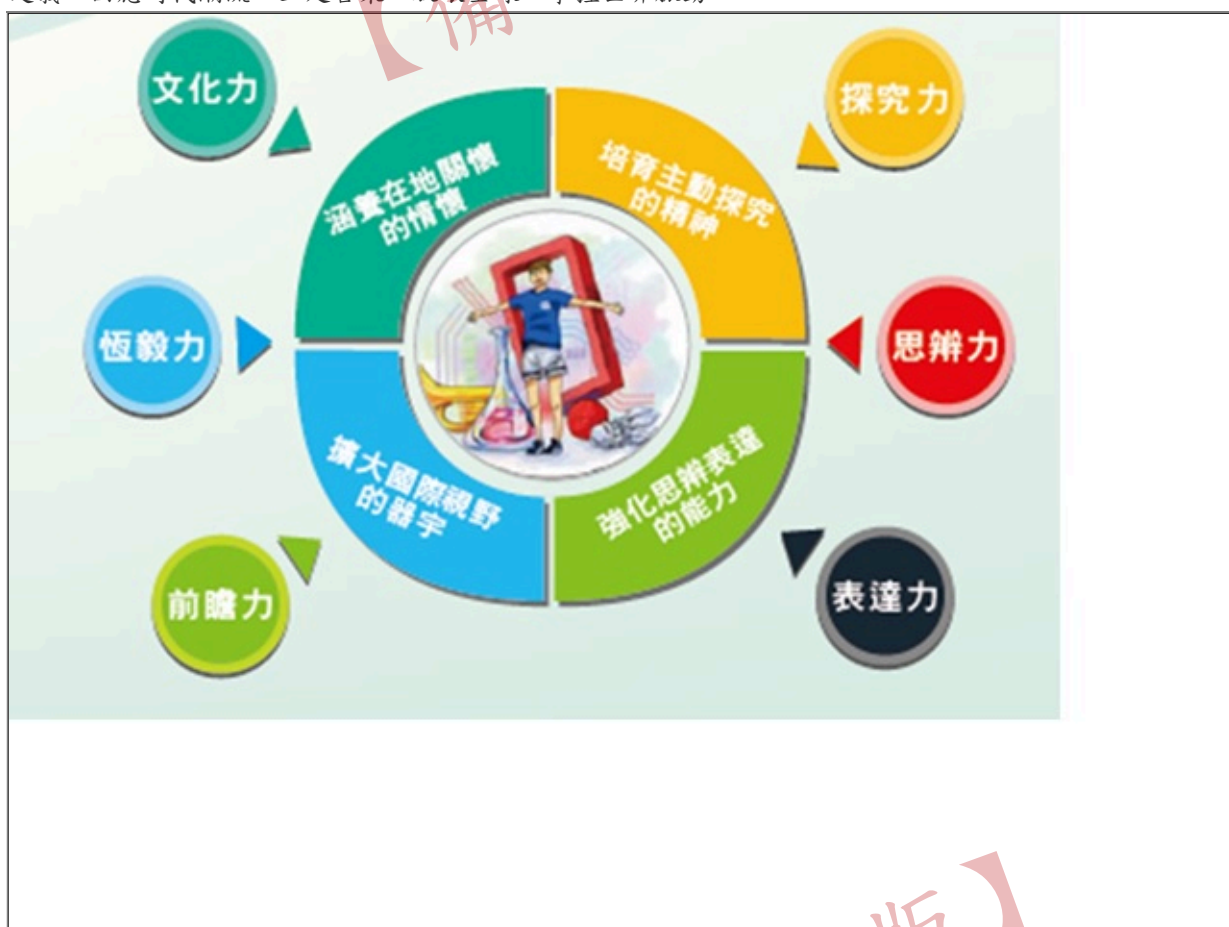 【備
文化力
探究力
涵養在地關懷
的情懷
培育主動探究
的精神
恆毅力
思辨力
擴大國際視野
的器宇
強化思辨表達
的能力
前瞻力
表達力
版】